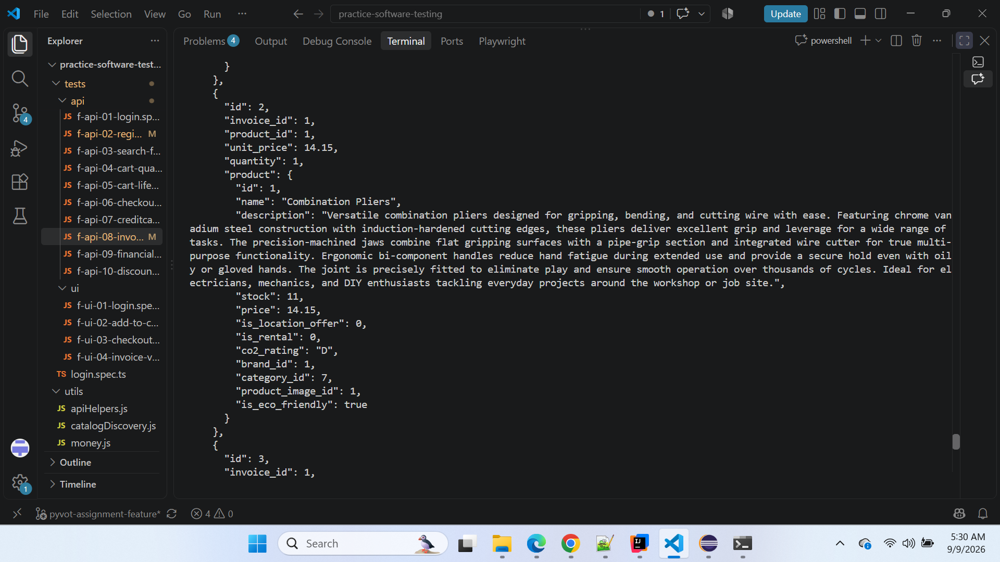 File Edit Selection View Go Run ···
practice-software-testing
1
Update
Explorer
practice-software-test...
tests
api
JS f-api-01-login.sp...
JS f-api-02-regi... M
JS f-api-03-search-f...
JS f-api-04-cart-qua...
JS f-api-05-cart-life...
JS f-api-06-checkou...
JS f-api-07-creditca...
JS f-api-08-invo... M
JS f-api-09-financial...
JS f-api-10-discoun...
ui
JS f-ui-01-login.spe...
JS f-ui-02-add-to-c...
JS f-ui-03-checkout...
JS f-ui-04-invoice-v...
TS login.spec.ts
utils
JS apiHelpers.js
JS catalogDiscovery.js
JS money.js
Outline
Timeline
4
1
Problems 4 Output Debug Console Terminal Ports Playwright
powershell
}
},
{
"id": 2,
"invoice_id": 1,
"product_id": 1,
"unit_price": 14.15,
"quantity": 1,
"product": {
"id": 1,
"name": "Combination Pliers",
"description": "Versatile combination pliers designed for gripping, bending, and cutting wire with ease. Featuring chrome van
adium steel construction with induction-hardened cutting edges, these pliers deliver excellent grip and leverage for a wide range of
tasks. The precision-machined jaws combine flat gripping surfaces with a pipe-grip section and integrated wire cutter for true multi-
purpose functionality. Ergonomic bi-component handles reduce hand fatigue during extended use and provide a secure hold even with oil
y or gloved hands. The joint is precisely fitted to eliminate play and ensure smooth operation over thousands of cycles. Ideal for el
ectricians, mechanics, and DIY enthusiasts tackling everyday projects around the workshop or job site.",
"stock": 11,
"price": 14.15,
"is_location_offer": 0,
"is_rental": 0,
"co2_rating": "D",
"brand_id": 1,
"category_id": 7,
"product_image_id": 1,
"is_eco_friendly": true
}
},
{
"id": 3,
"invoice_id": 1,
pyvot-assignment-feature* 4 0
Search
IJ
5:30 AM
9/9/2026